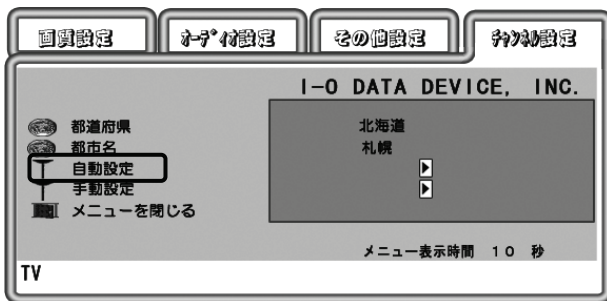 画質設定 オーディオ設定 その他設定 チャンネル設定
I-O DATA DEVICE, INC.
都道府県 北海道
都市名 札幌
自動設定
手動設定
メニューを閉じる
メニュー表示時間 10 秒
TV